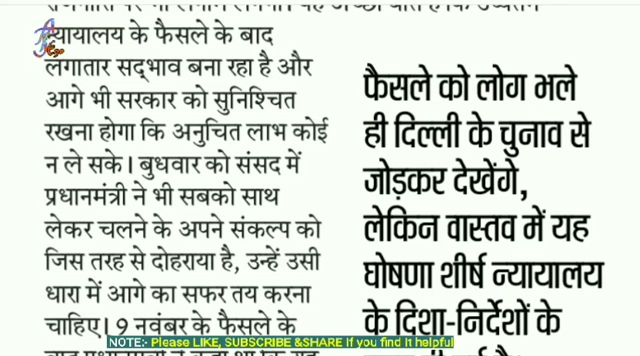 न्यायालय के फैसले के बाद
लगातार सद्‌भाव बना रहा है और
आगे भी सरकार को सुनिश्चित
रखना होगा कि अनुचित लाभ कोई
न ले सके। बुधवार को संसद में
प्रधानमंत्री ने भी सबको साथ
लेकर चलने के अपने संकल्प को
जिस तरह से दोहराया है, उन्हें उसी
धारा में आगे का सफर तय करना
चाहिए। 9 नवंबर के फैसले के
फैसले को लोग भले
ही दिल्ली के चुनाव से
जोड़कर देखेंगे,
लेकिन वास्तव में यह
घोषणा शीर्ष न्यायालय
के दिशा-निर्देशों के
NOTE:- Please LIKE, SUBSCRIBE &SHARE If you find it helpful